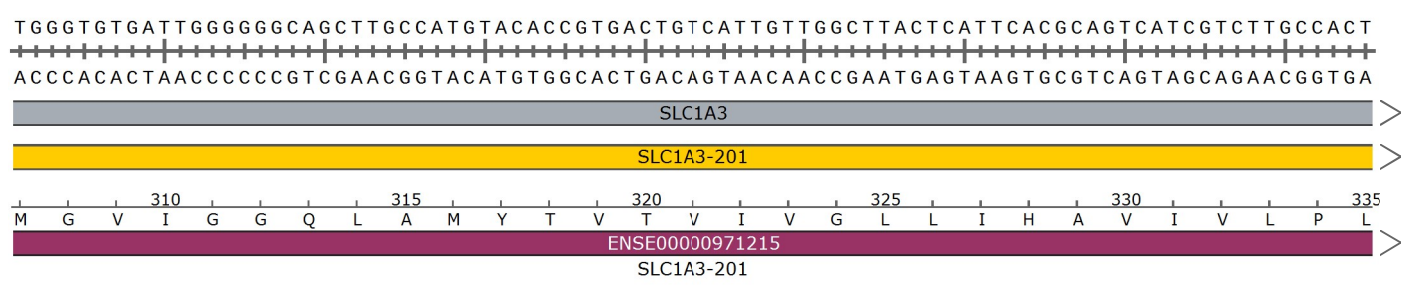 TGGGTGTGATTGGGGGGCAGCTTGCCATGTACACCGTGACTGTCATTGTTGGCTTACTCATTCACGCAGTCATCGTCTTGCCACT
ACCCACACTAACCCCCCGTCGAACGGTACATGTGGCACTGACAGTAACAACCGAATGAGTAAGTGCGTCAGTAGCAGAACGGTGA
SLC1A3
SLC1A3-201
310 315 320 325 330 335
M G V I G G Q L A M Y T V T V I V G L L I H A V I V L P L
ENSE00000971215
SLC1A3-201